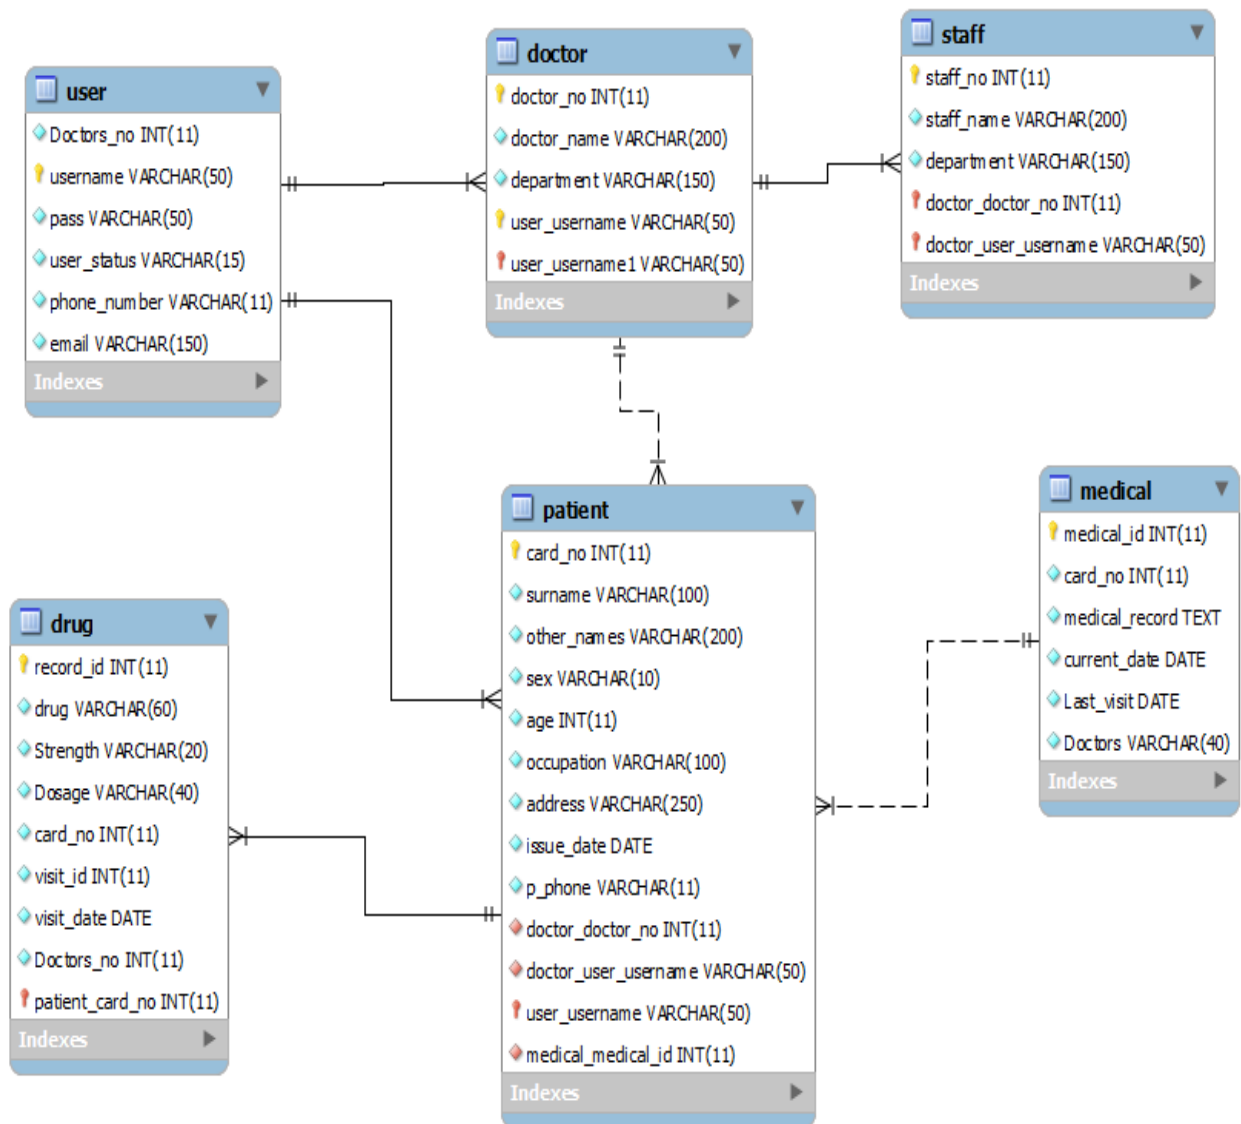 user
Doctors_no INT(11)
username VARCHAR(50)
pass VARCHAR(50)
user_status VARCHAR(15)
phone_number VARCHAR(11)
email VARCHAR(150)
Indexes
doctor
doctor_no INT(11)
doctor_name VARCHAR(200)
department VARCHAR(150)
user_username VARCHAR(50)
user_username1 VARCHAR(50)
Indexes
staff
staff_no INT(11)
staff_name VARCHAR(200)
department VARCHAR(150)
doctor_doctor_no INT(11)
doctor_user_username VARCHAR(50)
Indexes
drug
record_id INT(11)
drug VARCHAR(60)
Strength VARCHAR(20)
Dosage VARCHAR(40)
card_no INT(11)
visit_id INT(11)
visit_date DATE
Doctors_no INT(11)
patient_card_no INT(11)
Indexes
patient
card_no INT(11)
surname VARCHAR(100)
other_names VARCHAR(200)
sex VARCHAR(10)
age INT(11)
occupation VARCHAR(100)
address VARCHAR(250)
issue_date DATE
p_phone VARCHAR(11)
doctor_doctor_no INT(11)
doctor_user_username VARCHAR(50)
user_username VARCHAR(50)
medical_medical_id INT(11)
Indexes
medical
medical_id INT(11)
card_no INT(11)
medical_record TEXT
current_date DATE
Last_visit DATE
Doctors VARCHAR(40)
Indexes